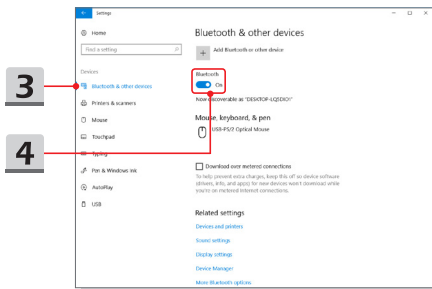 Settings
Home
Find a setting
Devices
Bluetooth & other devices
Printers & scanners
Mouse
Touchpad
Typing
Pen & Windows Ink
AutoPlay
USB
Bluetooth & other devices
Add Bluetooth or other device
Bluetooth
On
Now discoverable as "DESKTOP-LQ5DIOI"
Mouse, keyboard, & pen
USB-PS/2 Optical Mouse
Download over metered connections
To help prevent extra charges, keep this off so device software
(drivers, info, and apps) for new devices won't download while
you're on metered Internet connections.
Related settings
Devices and printers
Sound settings
Display settings
Device Manager
More Bluetooth options
3
4